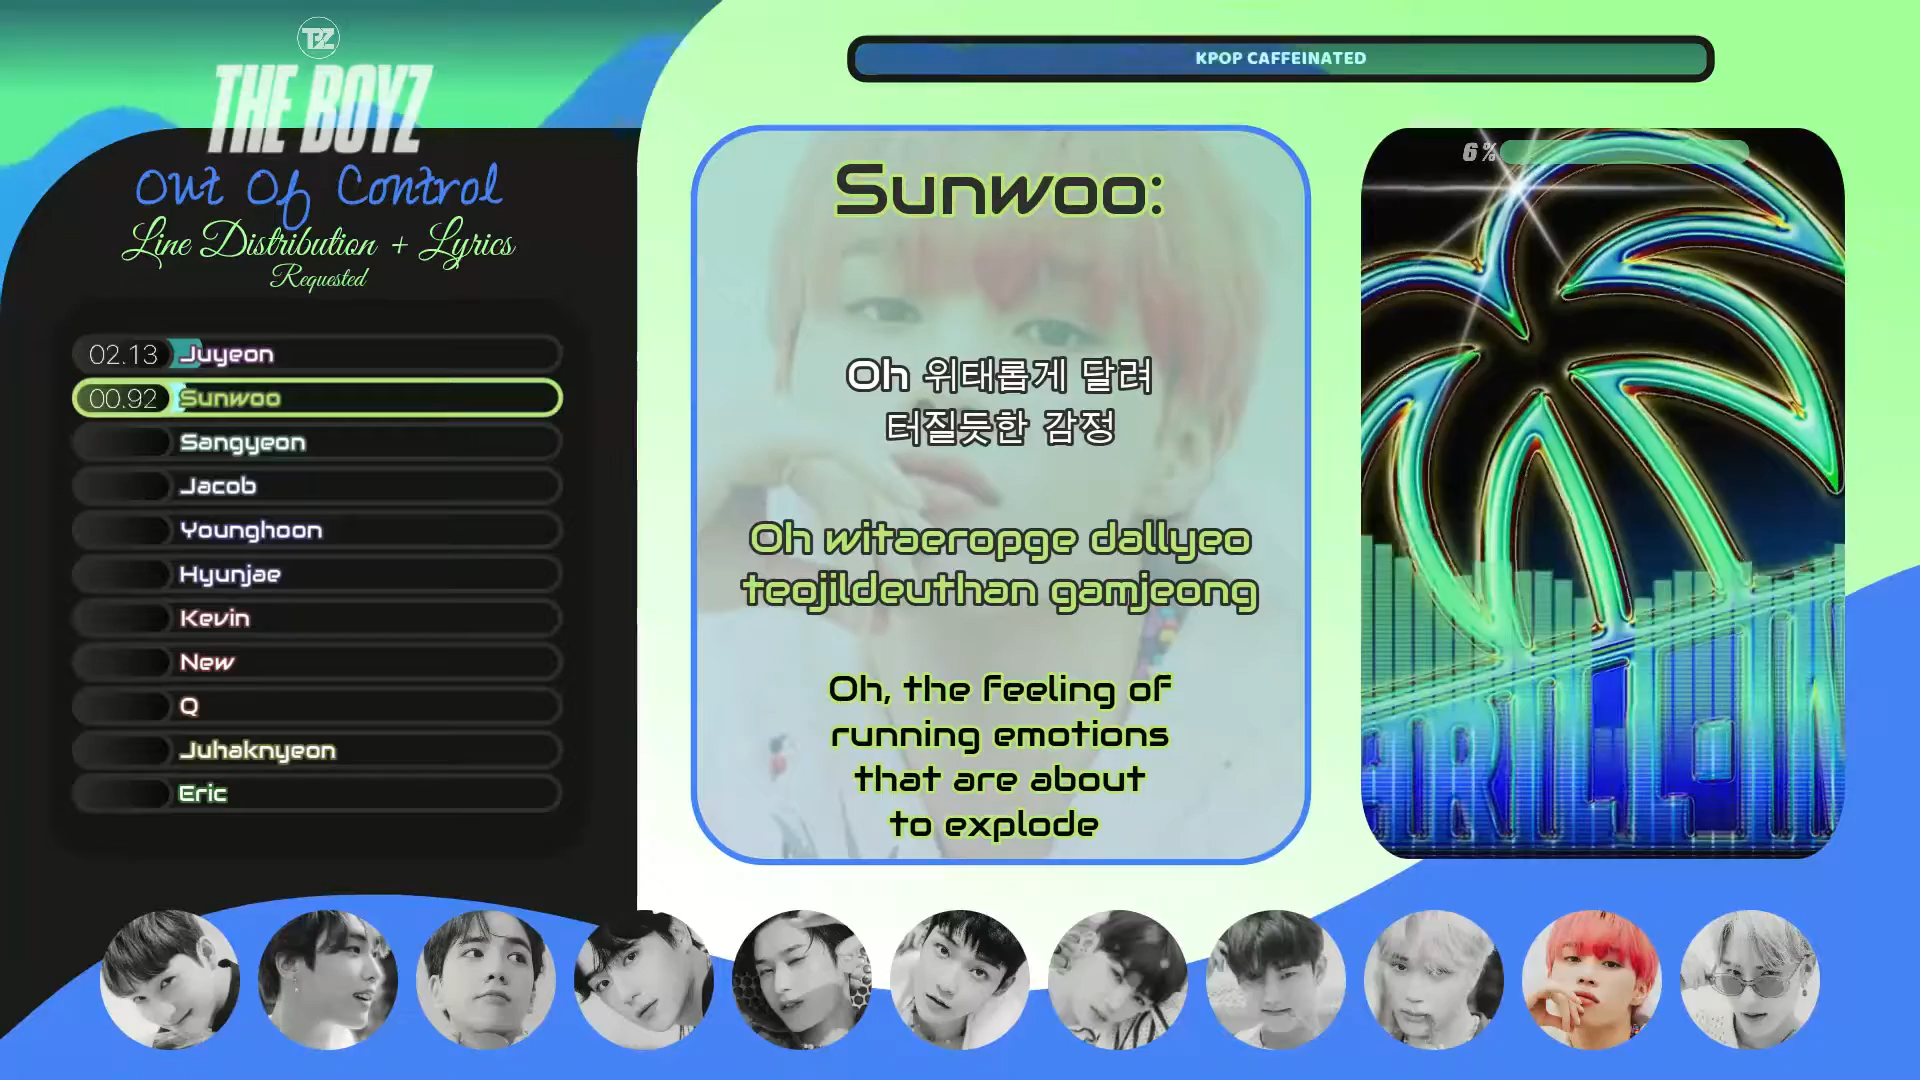 TBZ
THE BOYZ
Out Of Control
Line Distribution + Lyrics
Requested
02.13 Juyeon
00.92 Sunwoo
Sangyeon
Jacob
Younghoon
Hyunjae
Kevin
New
Q
Juhaknyeon
Eric
KPOP CAFFEINATED
Sunwoo:
Oh 위태롭게 달려
터질듯한 감정
Oh witaeropge dallyeo
teojildeuthan gamjeong
Oh, the feeling of
running emotions
that are about
to explode
6%